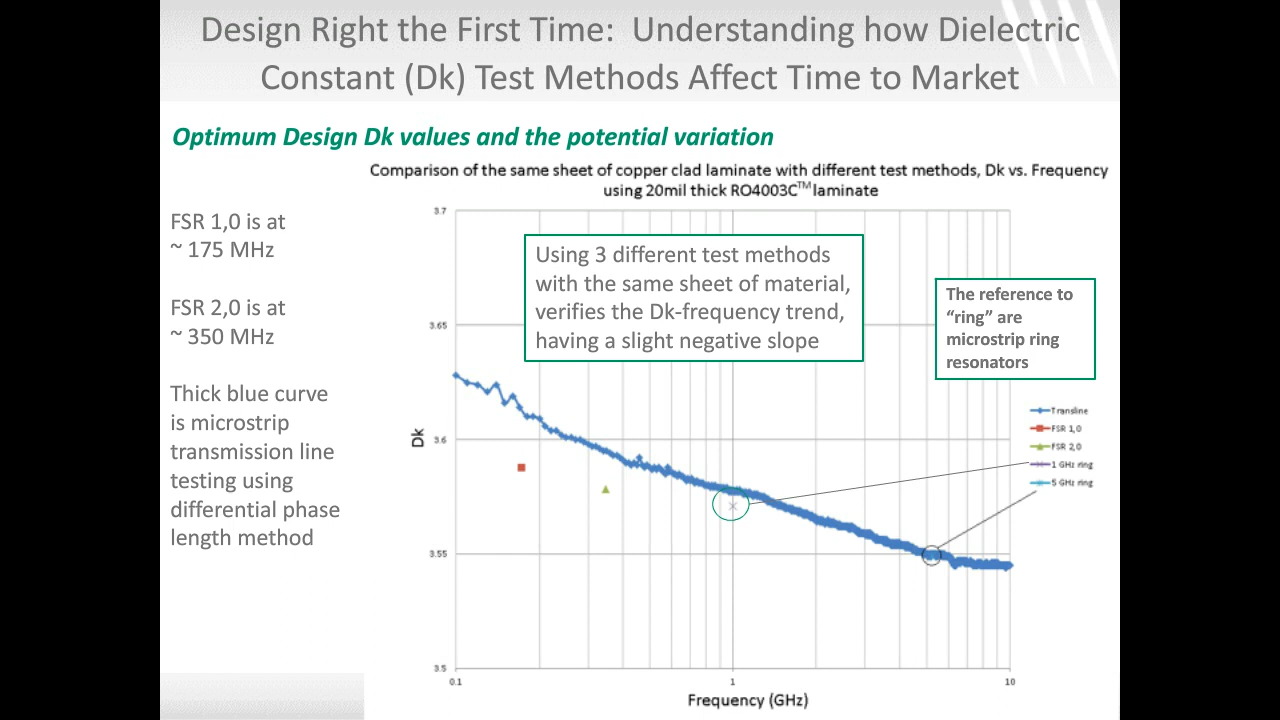 Design Right the First Time:  Understanding how Dielectric
Constant (Dk) Test Methods Affect Time to Market
Optimum Design Dk values and the potential variation
Comparison of the same sheet of copper clad laminate with different test methods, Dk vs. Frequency
using 20mil thick RO4003C™ laminate
FSR 1,0 is at
~ 175 MHz
FSR 2,0 is at
~ 350 MHz
Thick blue curve
is microstrip
transmission line
testing using
differential phase
length method
Using 3 different test methods
with the same sheet of material,
verifies the Dk-frequency trend,
having a slight negative slope
The reference to
“ring” are
microstrip ring
resonators
Transline
FSR 1,0
FSR 2,0
1 GHz ring
5 GHz ring
Dk
3.7
3.65
3.6
3.55
3.5
0.1
1
10
Frequency (GHz)